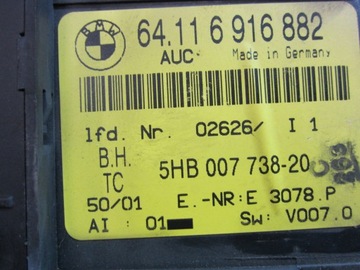 BMW
64.11 6 916 882
AUC Made in Germany
lfd. Nr. 02626/ I 1
B.H. 5HB 007 738-20
TC
50/01 E.-NR:E 3078.P
AI : 01 Sw: V007.0